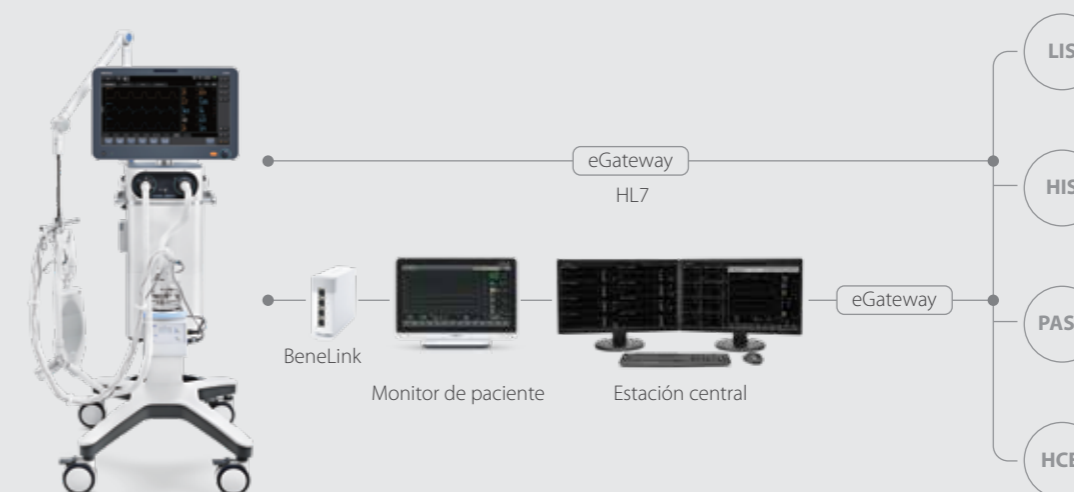 LIS
eGateway
HL7
HIS
eGateway
BeneLink
PAS
Monitor de paciente
Estación central
HCE